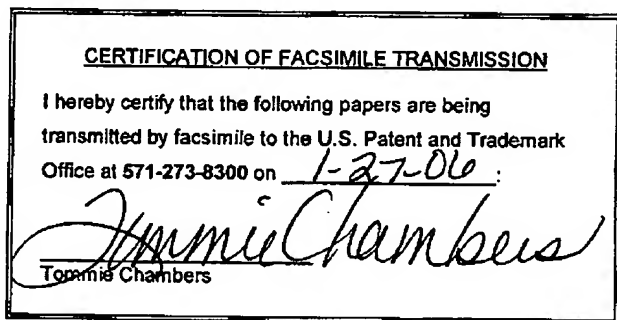 CERTIFICATION OF FACSIMILE TRANSMISSION
I hereby certify that the following papers are being
transmitted by facsimile to the U.S. Patent and Trademark
Office at 571-273-8300 on 1-27-06 :
Tommie Chambers
Tommie Chambers